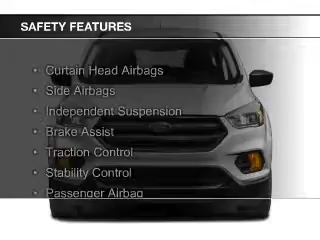 SAFETY FEATURES
• Curtain Head Airbags
• Side Airbags
• Independent Suspension
• Brake Assist
• Traction Control
• Stability Control
• Passenger Airbag